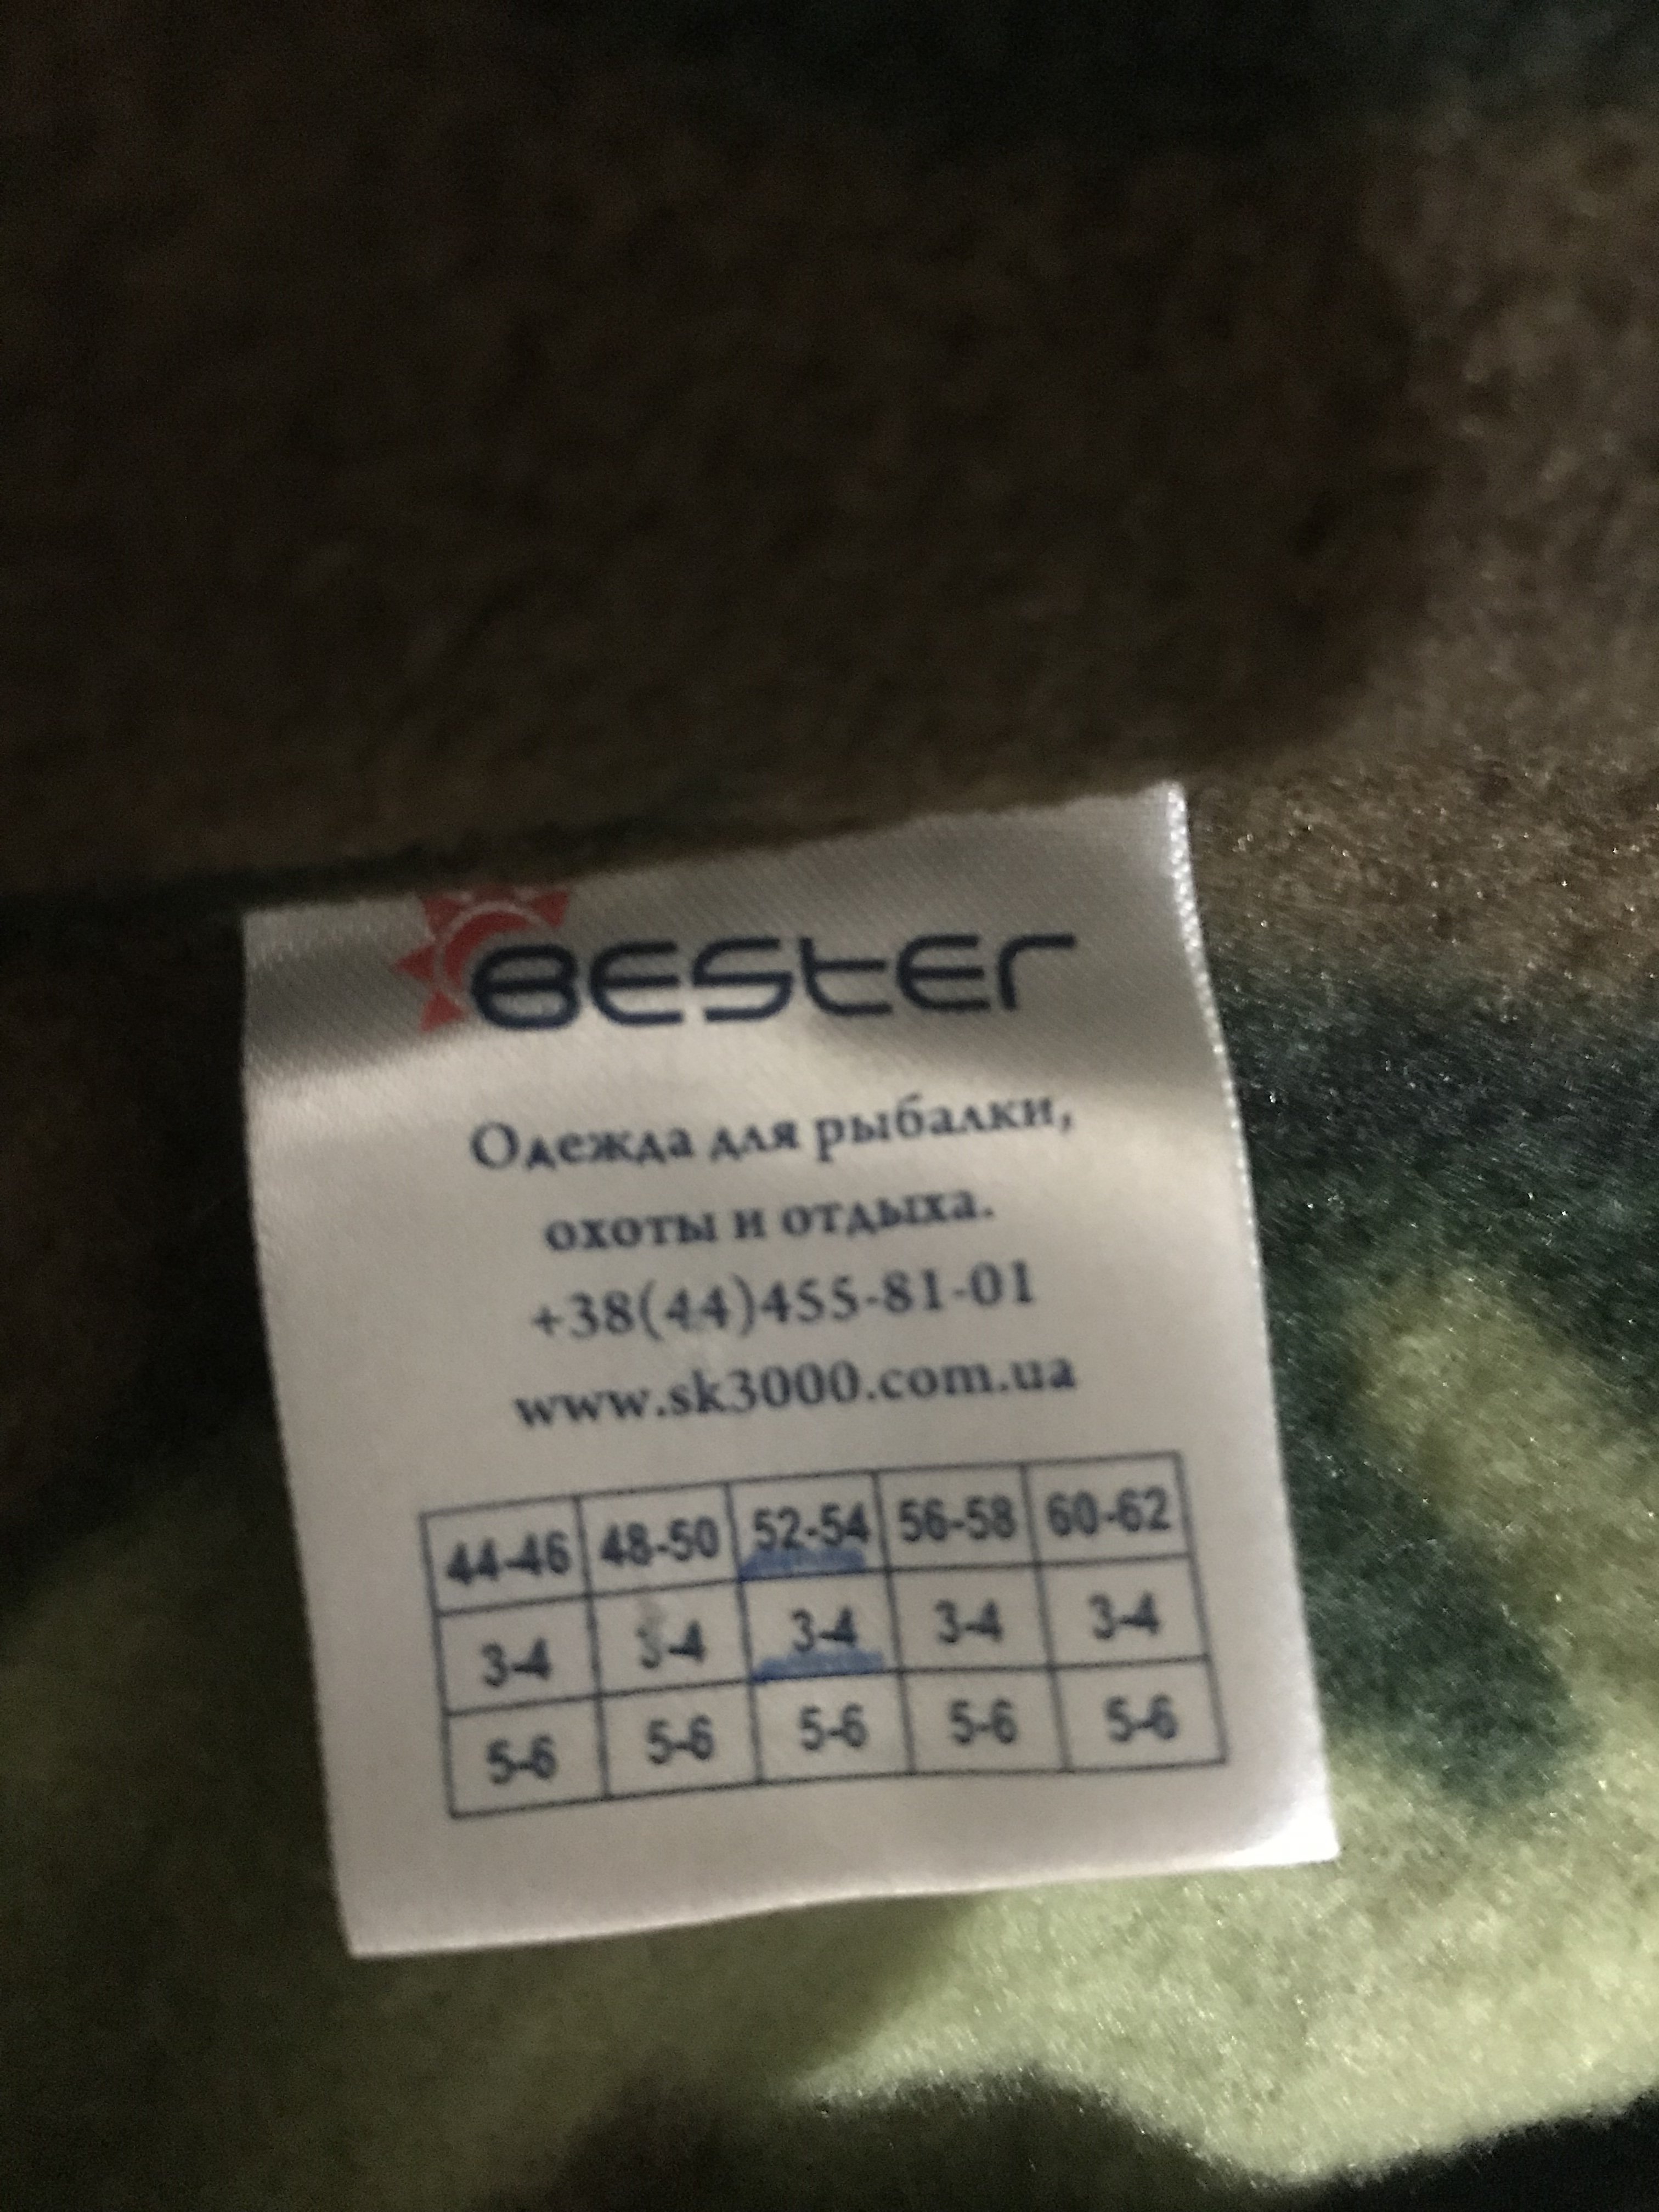 Bester
Одежда для рыбалки,
охоты и отдыха.
+38(44)455-81-01
www.sk3000.com.ua
44-46 48-50 52-54 56-58 60-62
3-4 3-4 3-4 3-4 3-4
5-6 5-6 5-6 5-6 5-6